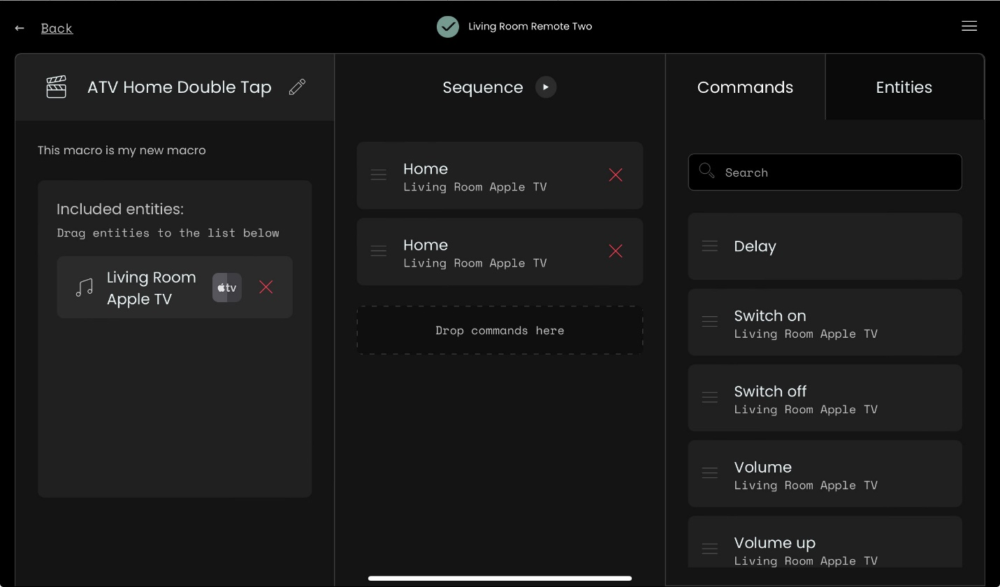 ← Back
Living Room Remote Two
ATV Home Double Tap
This macro is my new macro
Included entities:
Drag entities to the list below
Living Room
Apple TV
tv
Sequence
Home
Living Room Apple TV
Home
Living Room Apple TV
Drop commands here
Commands
Entities
Search
Delay
Switch on
Living Room Apple TV
Switch off
Living Room Apple TV
Volume
Living Room Apple TV
Volume up
Living Room Apple TV